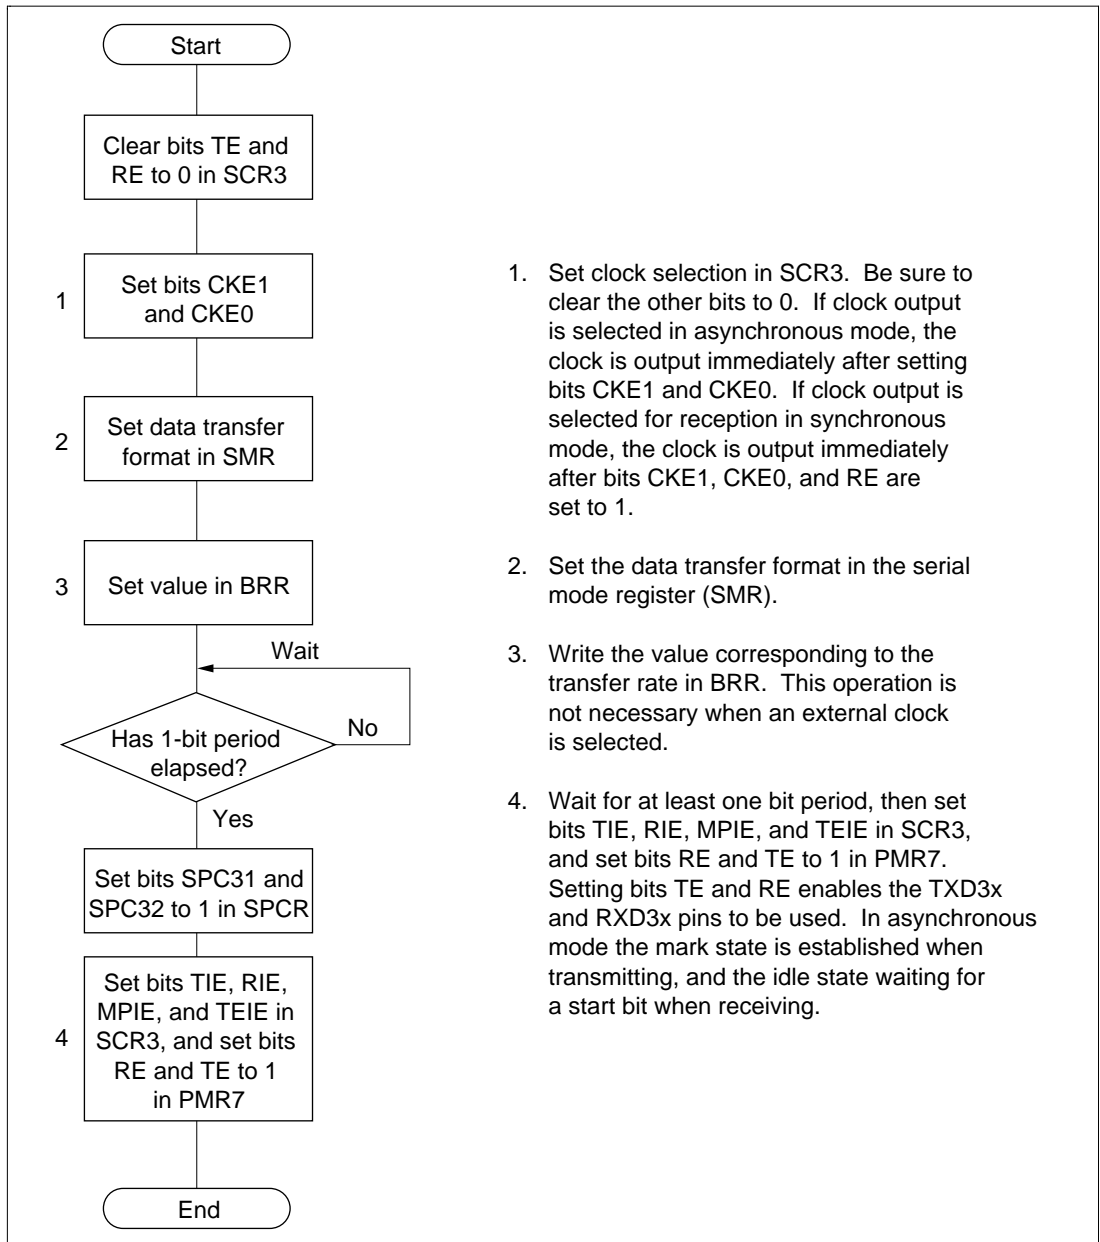 Start
Clear bits TE and
RE to 0 in SCR3
1
Set bits CKE1
and CKE0
2
Set data transfer
format in SMR
3
Set value in BRR
Wait
Has 1-bit period
elapsed?
No
Yes
Set bits SPC31 and
SPC32 to 1 in SPCR
4
Set bits TIE, RIE,
MPIE, and TEIE in
SCR3, and set bits
RE and TE to 1
in PMR7
End
1. Set clock selection in SCR3. Be sure to
clear the other bits to 0. If clock output
is selected in asynchronous mode, the
clock is output immediately after setting
bits CKE1 and CKE0. If clock output is
selected for reception in synchronous
mode, the clock is output immediately
after bits CKE1, CKE0, and RE are
set to 1.
2. Set the data transfer format in the serial
mode register (SMR).
3. Write the value corresponding to the
transfer rate in BRR. This operation is
not necessary when an external clock
is selected.
4. Wait for at least one bit period, then set
bits TIE, RIE, MPIE, and TEIE in SCR3,
and set bits RE and TE to 1 in PMR7.
Setting bits TE and RE enables the TXD3x
and RXD3x pins to be used. In asynchronous
mode the mark state is established when
transmitting, and the idle state waiting for
a start bit when receiving.